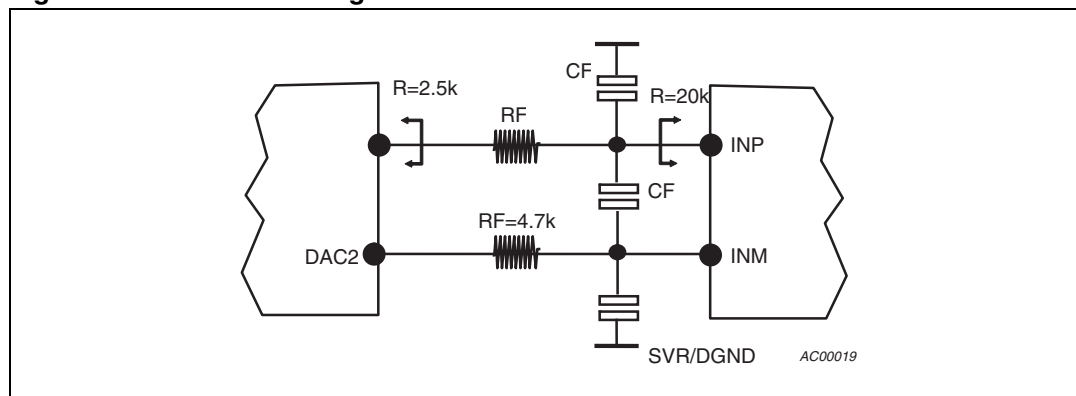 CF
R=2.5k
R=20k
RF
INP
CF
RF=4.7k
DAC2
INM
SVR/DGND
AC00019